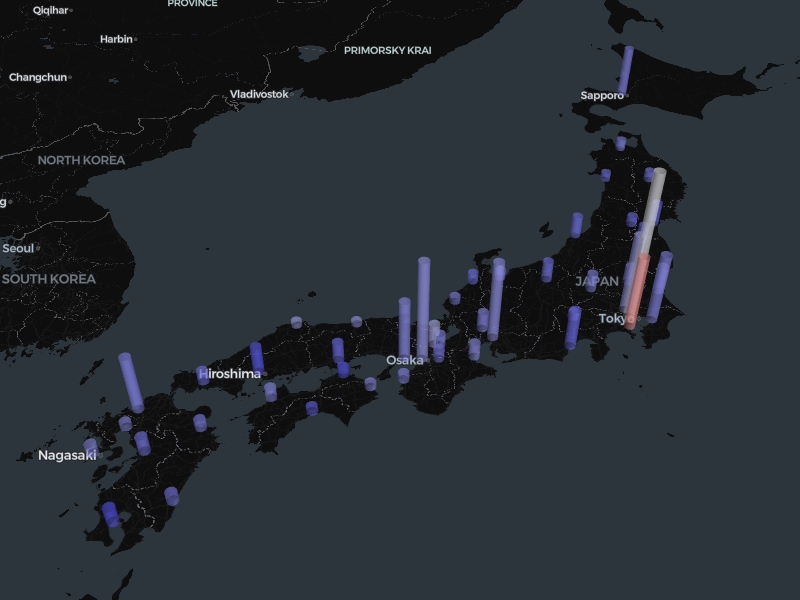 PROVINCE
Qiqihar
Harbin
PRIMORSKY KRAI
Changchun
Vladivostok
Sapporo
NORTH KOREA
Seoul
SOUTH KOREA
JAPAN
Tokyo
Osaka
Hiroshima
Nagasaki